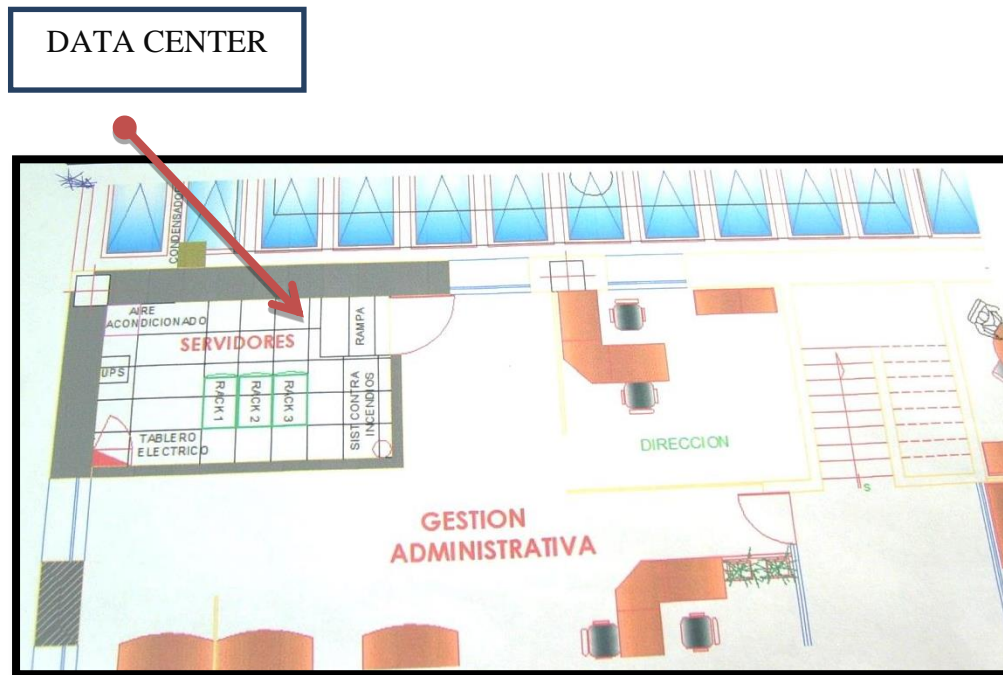 DATA CENTER
CONDENSADOR
AIRE
ACONDICIONADO
SERVIDORES
RAMPA
UPS
RACK 1
RACK 2
RACK 3
SIST CONTRA
INCENDIOS
TABLERO
ELECTRICO
DIRECCION
S
GESTION
ADMINISTRATIVA